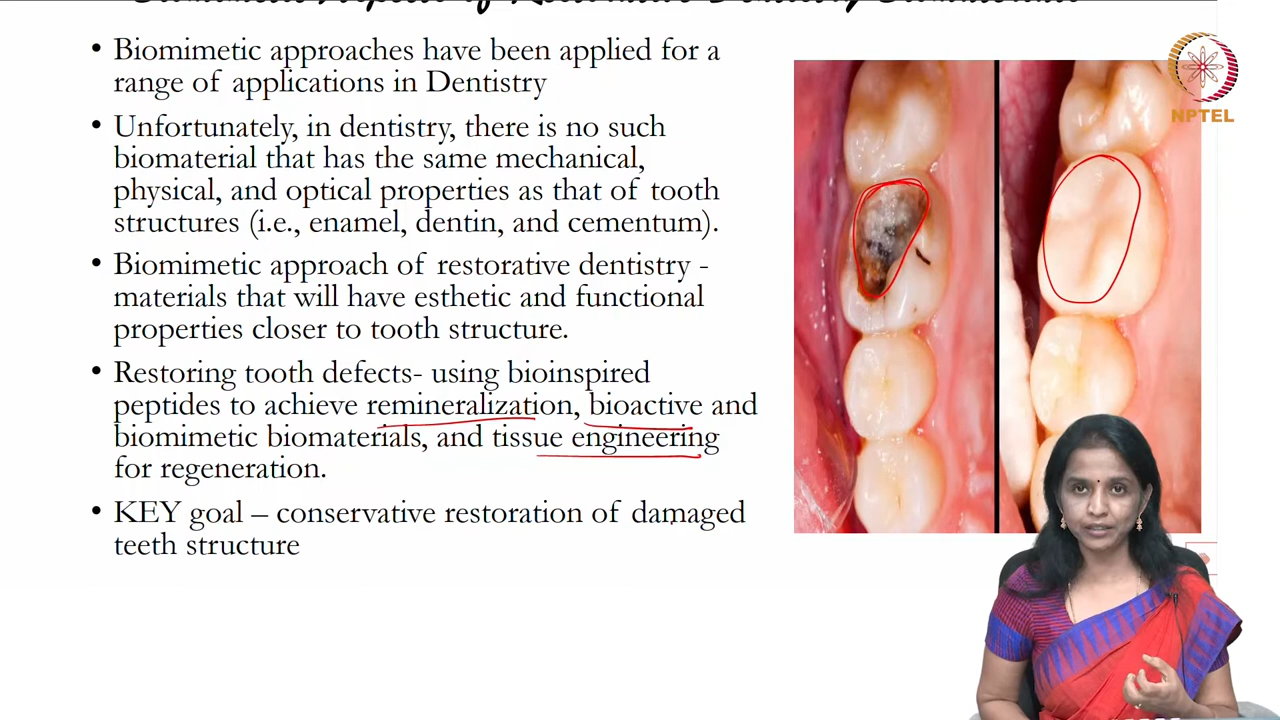 • Biomimetic approaches have been applied for a
range of applications in Dentistry
• Unfortunately, in dentistry, there is no such
biomaterial that has the same mechanical,
physical, and optical properties as that of tooth
structures (i.e., enamel, dentin, and cementum).
• Biomimetic approach of restorative dentistry -
materials that will have esthetic and functional
properties closer to tooth structure.
• Restoring tooth defects- using bioinspired
peptides to achieve remineralization, bioactive and
biomimetic biomaterials, and tissue engineering
for regeneration.
• KEY goal – conservative restoration of damaged
teeth structure
NPTEL